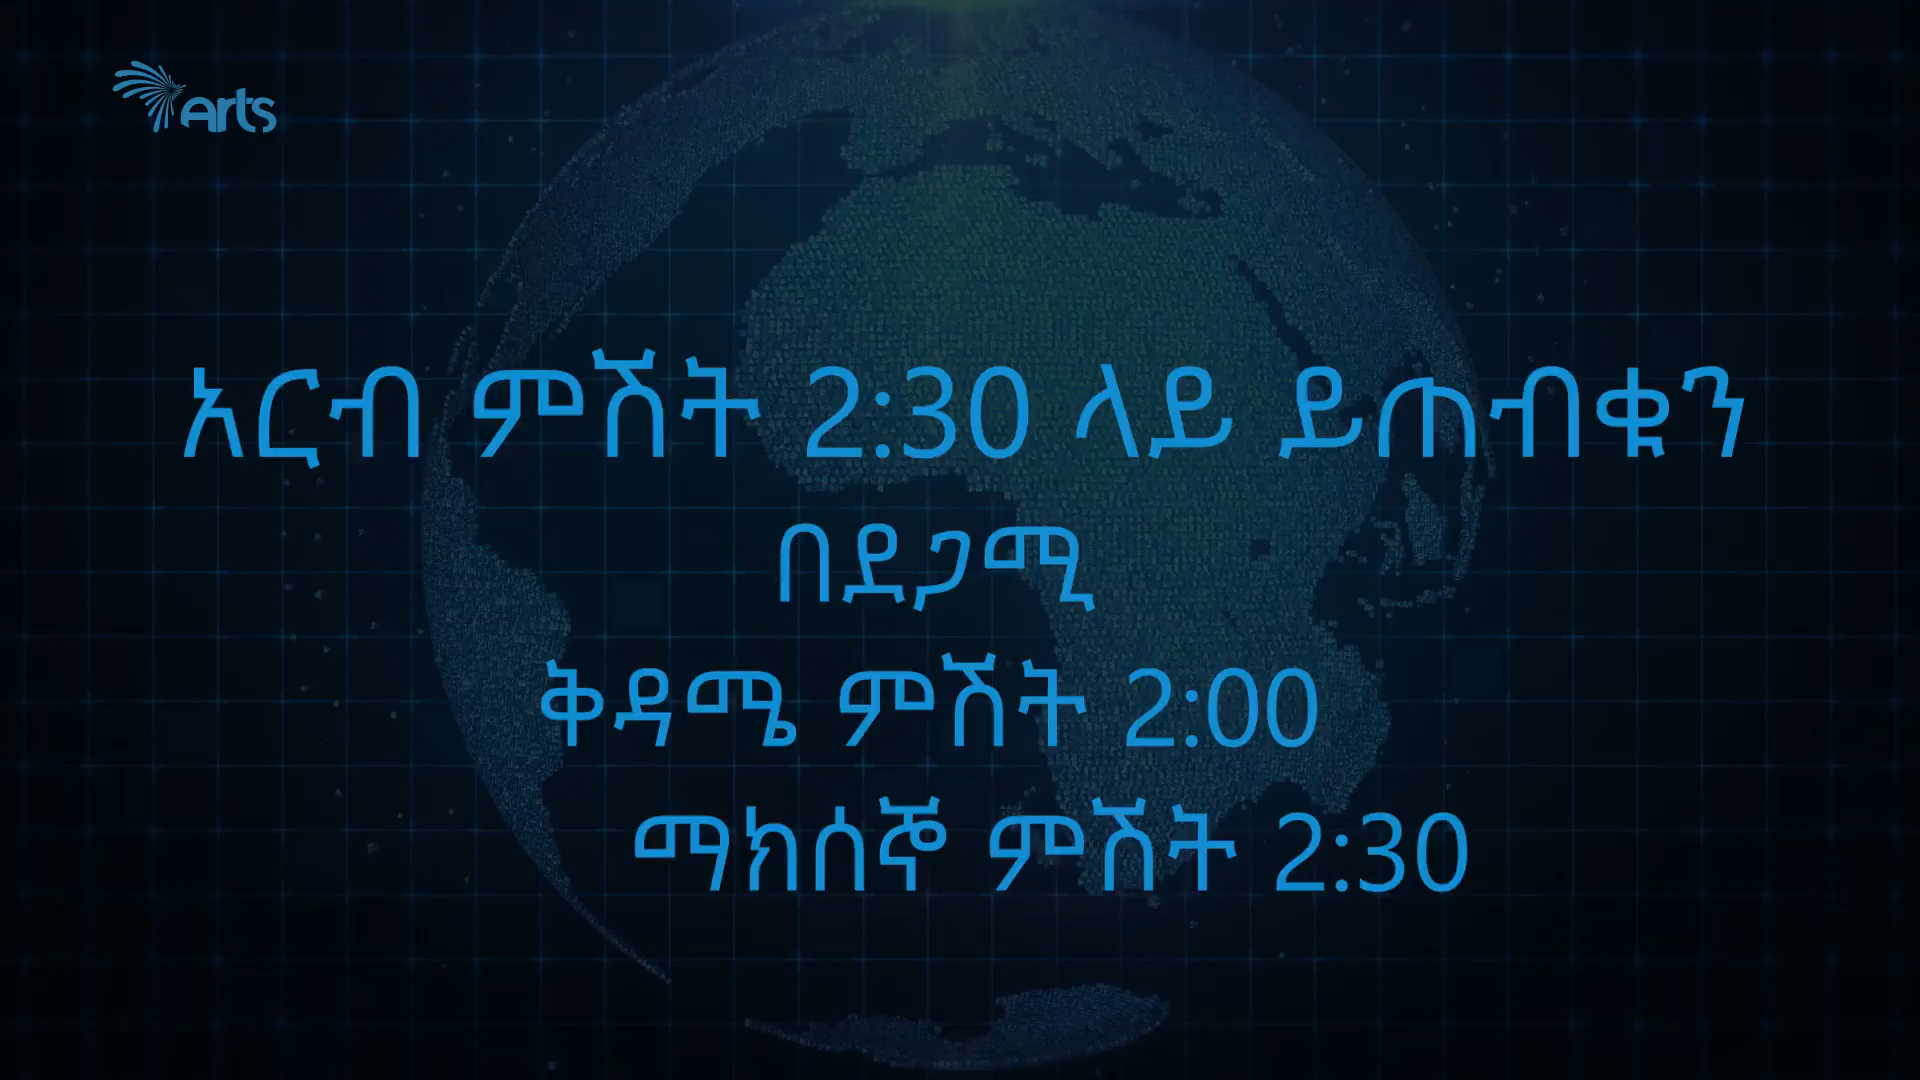 arts
አርብ ምሽት 2:30 ላይ ይጠብቁን
በደጋሚ
ቅዳሜ ምሽት 2:00
ማክሰኞ ምሽት 2:30